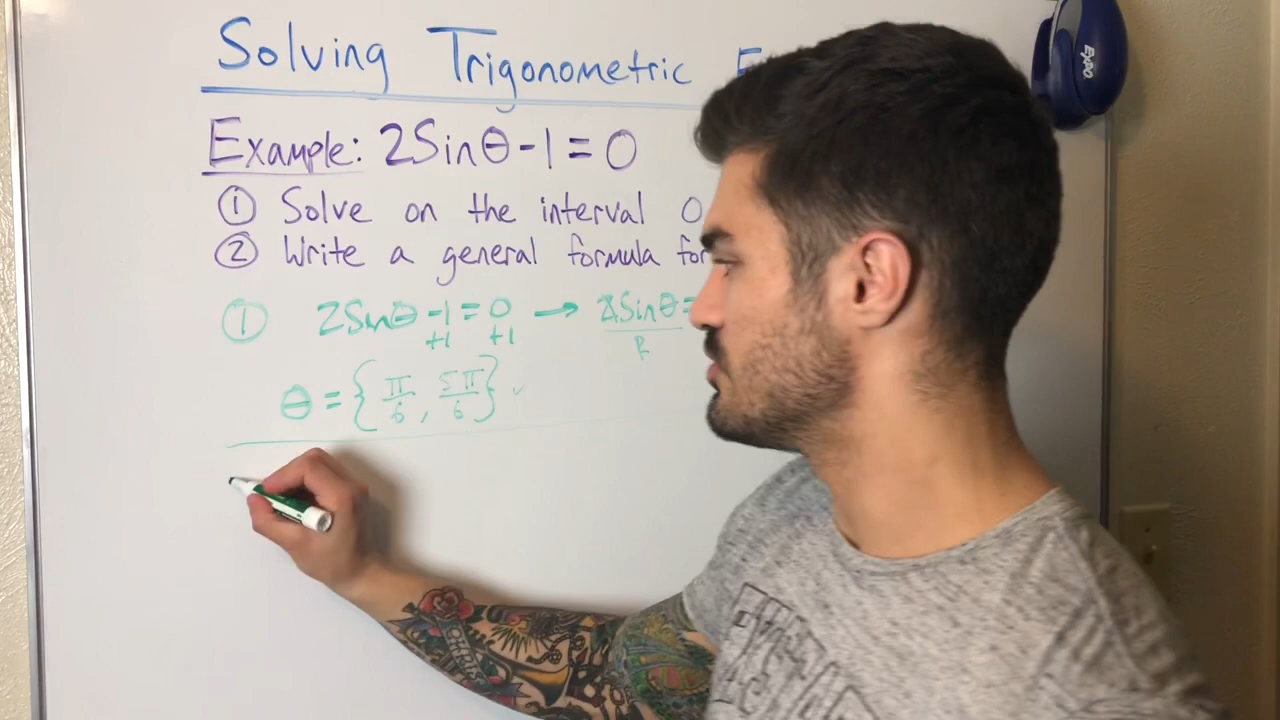 Solving Trigonometric
Example: 2Sinθ-1=0
① Solve on the interval 0
② Write a general formula for
① 2Sinθ-1=0 → 2Sinθ=
+1 +1 2
θ = {π/6, 5π/6}
EXPO